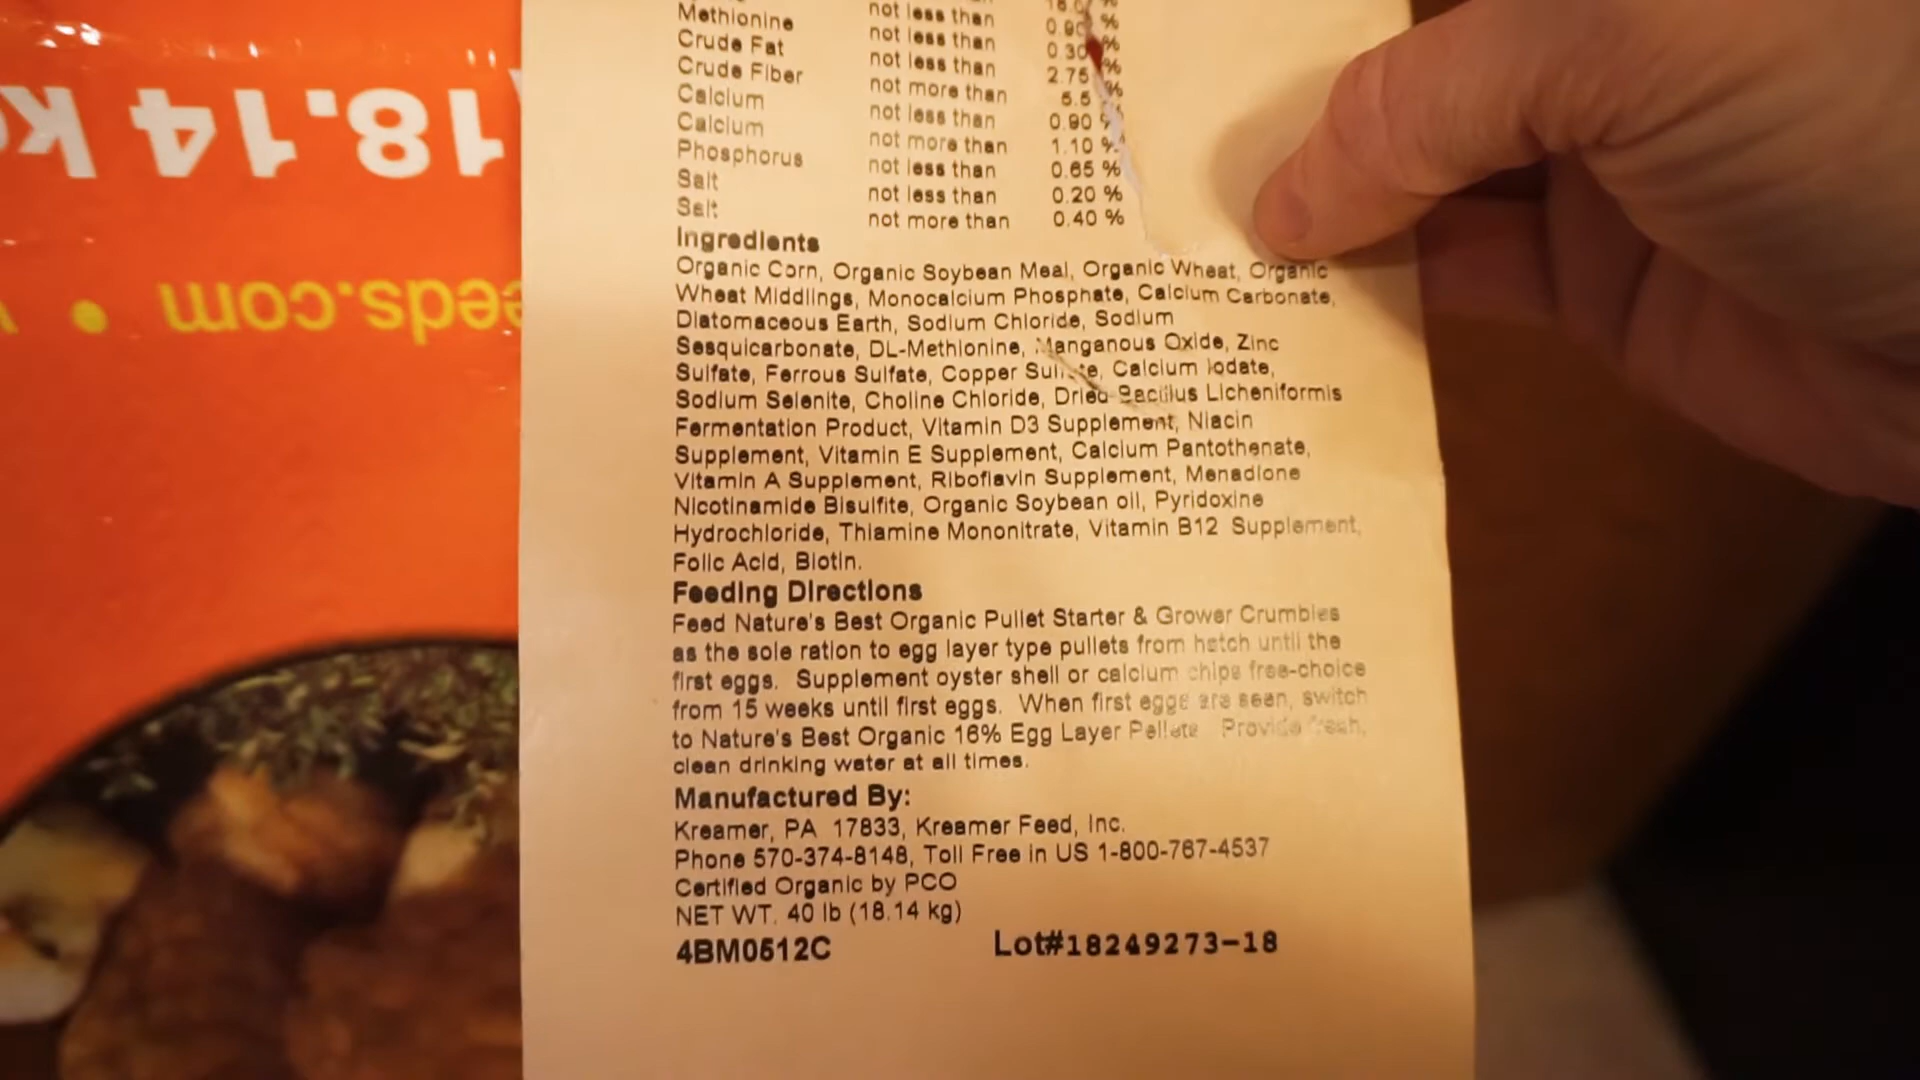 18.0 %
not less than 0.90 %
Methionine not less than 0.30 %
Crude Fat not less than 2.75 %
Crude Fiber not more than 5.5 %
Calcium not less than 0.90 %
Calcium not more than 1.10 %
Phosphorus not less than 0.65 %
Salt not less than 0.20 %
Salt not more than 0.40 %
Ingredients
Organic Corn, Organic Soybean Meal, Organic Wheat, Organic
Wheat Middlings, Monocalcium Phosphate, Calcium Carbonate,
Diatomaceous Earth, Sodium Chloride, Sodium
Sesquicarbonate, DL-Methionine, Manganous Oxide, Zinc
Sulfate, Ferrous Sulfate, Copper Sulfate, Calcium Iodate,
Sodium Selenite, Choline Chloride, Dried Bacillus Licheniformis
Fermentation Product, Vitamin D3 Supplement, Niacin
Supplement, Vitamin E Supplement, Calcium Pantothenate,
Vitamin A Supplement, Riboflavin Supplement, Menadione
Nicotinamide Bisulfite, Organic Soybean oil, Pyridoxine
Hydrochloride, Thiamine Mononitrate, Vitamin B12 Supplement,
Folic Acid, Biotin.
Feeding Directions
Feed Nature's Best Organic Pullet Starter & Grower Crumbles
as the sole ration to egg layer type pullets from hatch until the
first eggs. Supplement oyster shell or calcium chips free-choice
from 15 weeks until first eggs. When first eggs are seen, switch
to Nature's Best Organic 16% Egg Layer Pellets Provide fresh,
clean drinking water at all times.
Manufactured By:
Kreamer, PA 17833, Kreamer Feed, Inc.
Phone 570-374-8148, Toll Free in US 1-800-767-4537
Certified Organic by PCO
NET WT. 40 lb (18.14 kg)
4BM0512C Lot#18249273-18
18.14 kg
eeds.com •